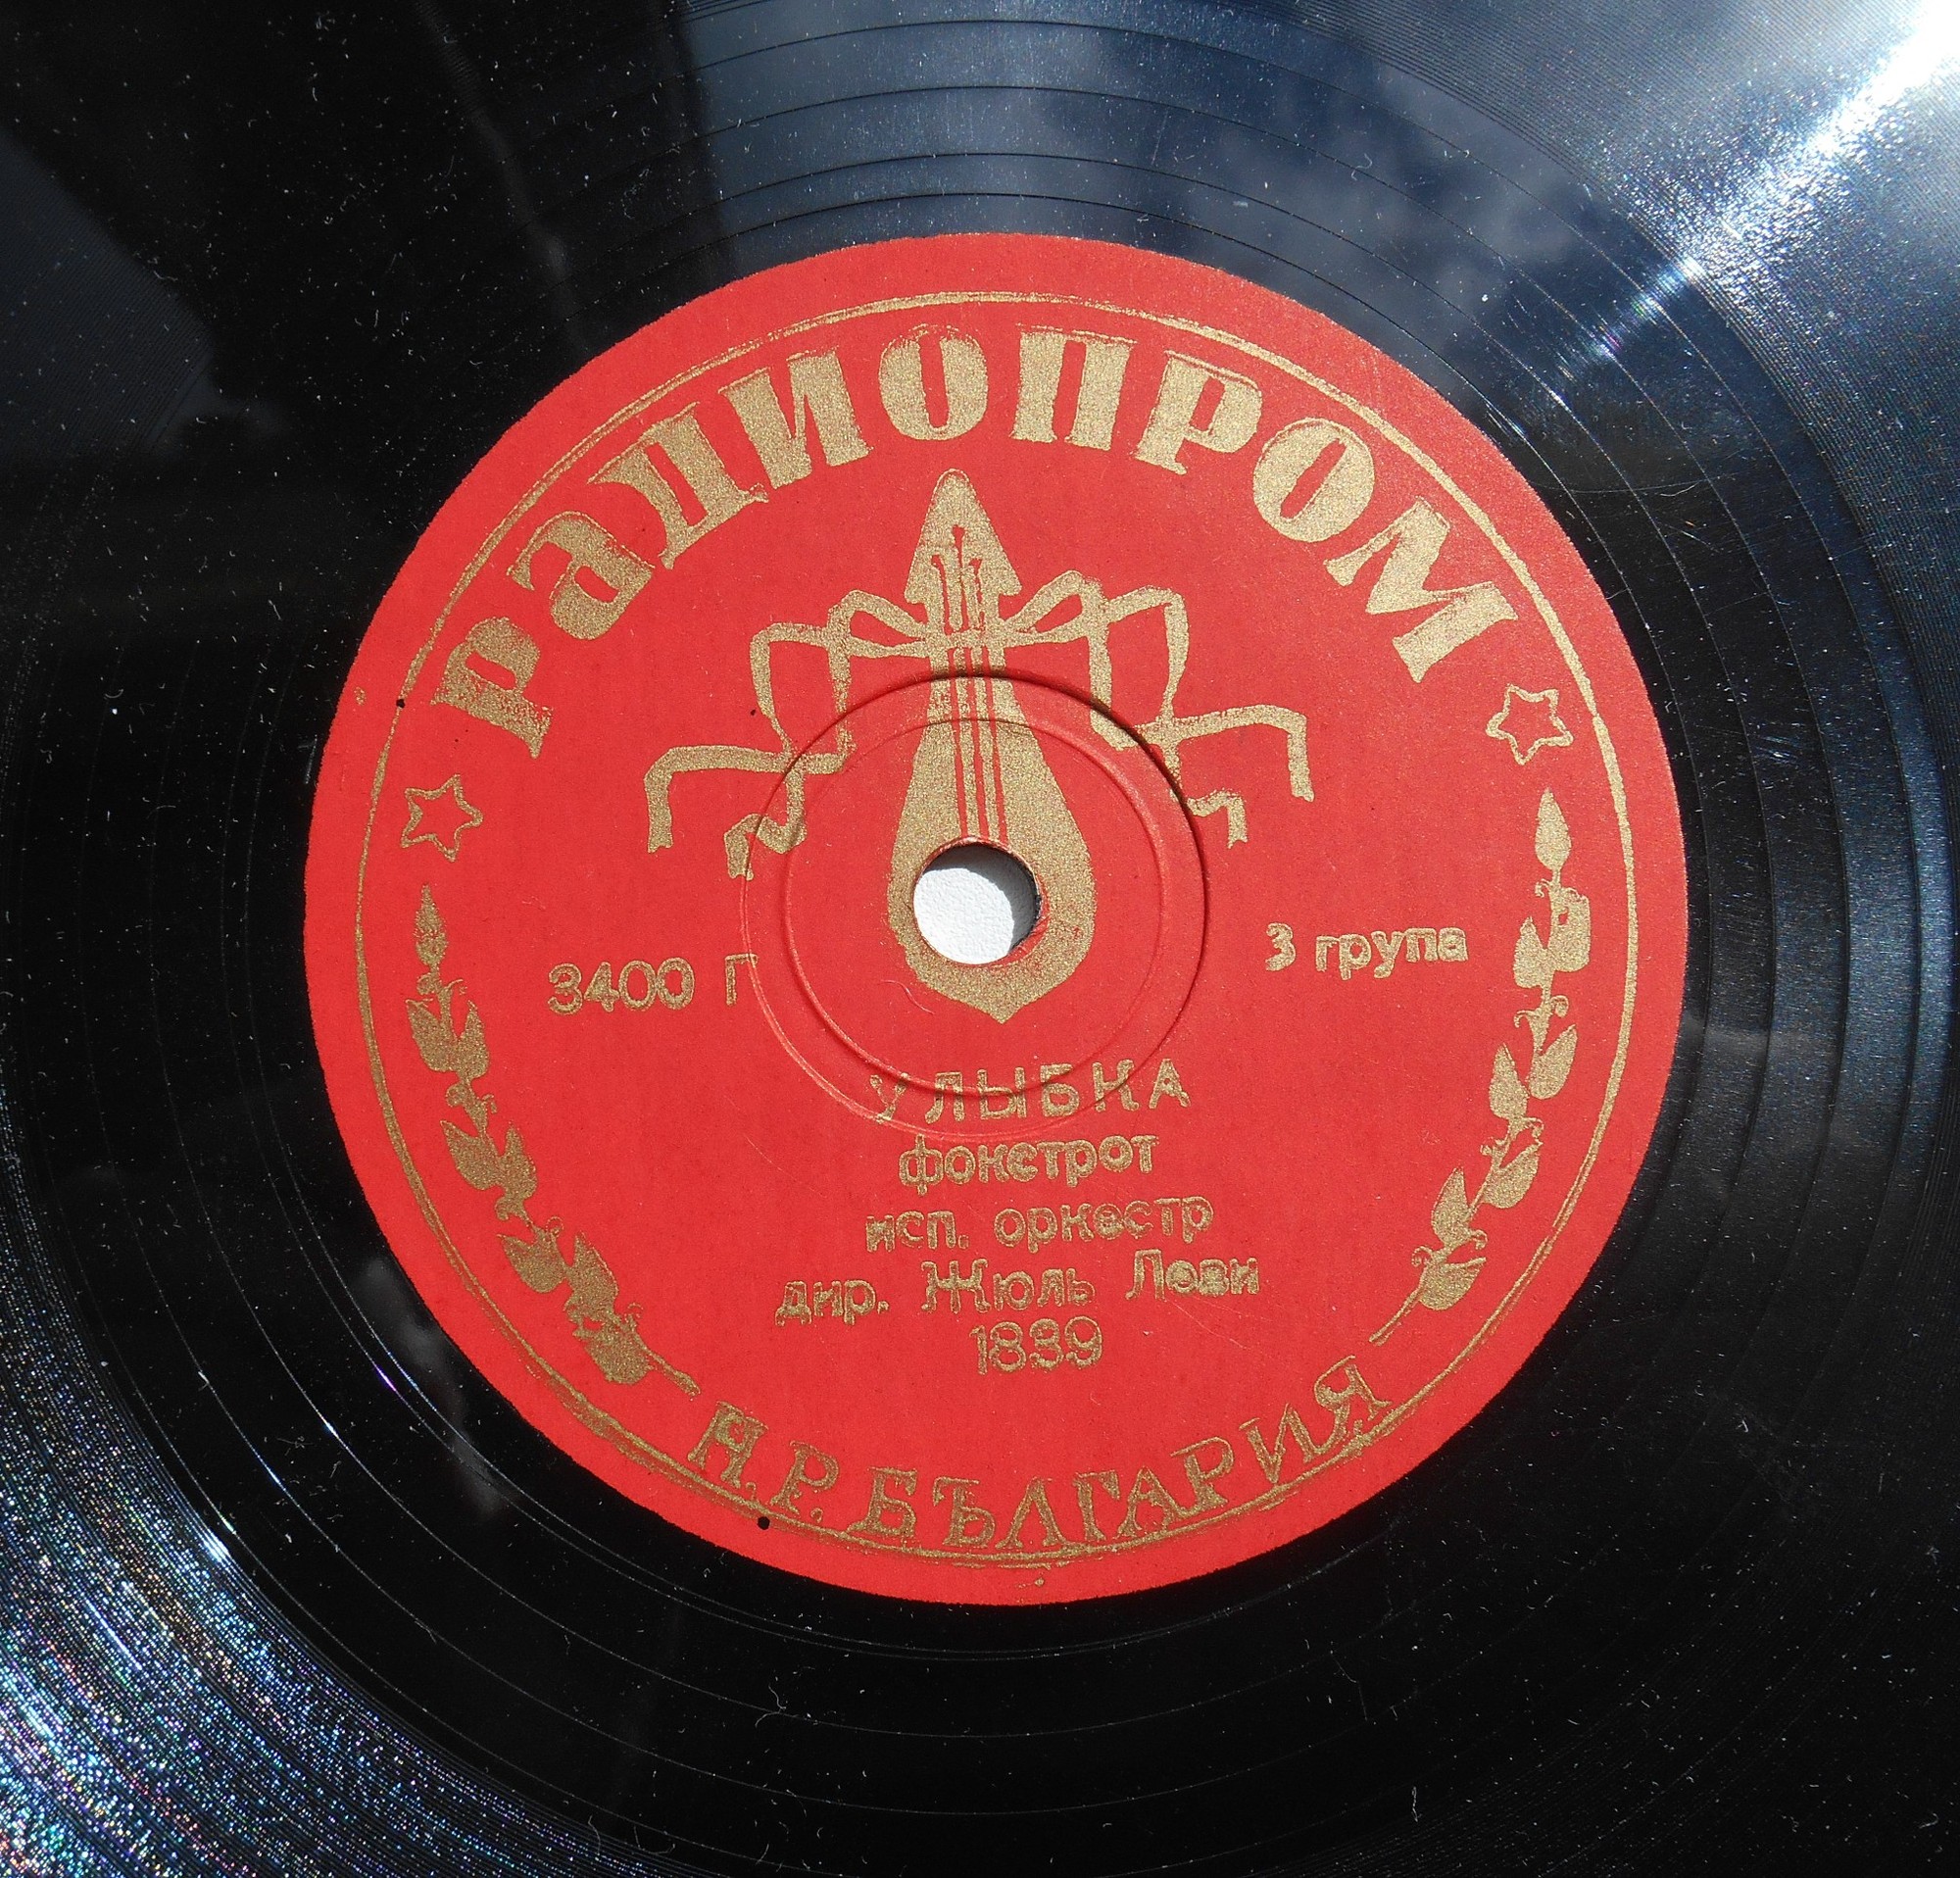 РАДИОПРОМ
3400 Г
3 група
УЛЫБКА
фокстрот
исп. оркестр
дир. Жюль Леви
1839
Н.Р. БЪЛГАРИЯ